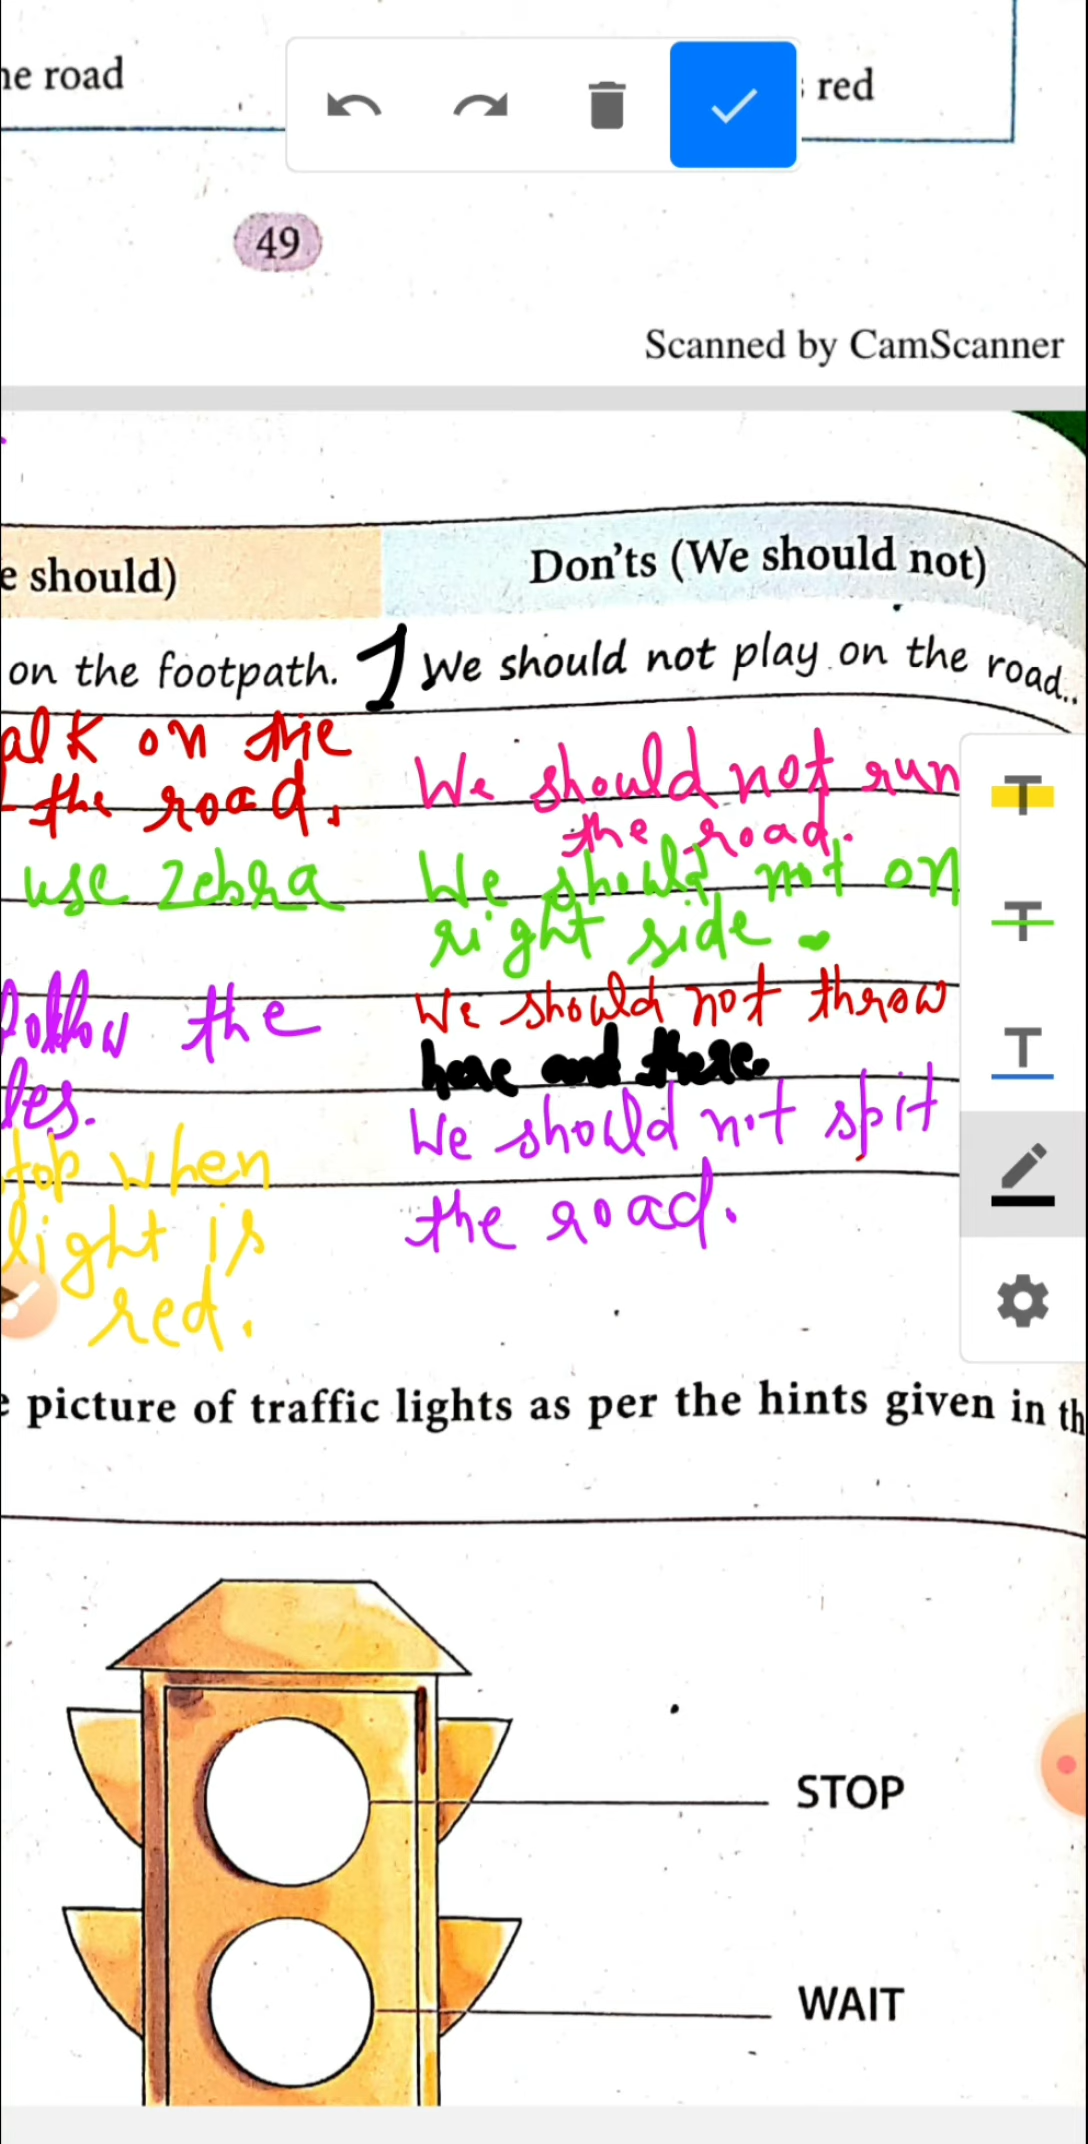 he road
red
49
Scanned by CamScanner
e should)
Don'ts (We should not)
on the footpath.
1 We should not play on the road..
alk on the
the road.
We should not run
the road.
use zebra
We should not on
right side.
follow the
les.
We should not throw
here and there.
We should not spit
the road.
top when
light is
red.
e picture of traffic lights as per the hints given in th
STOP
WAIT